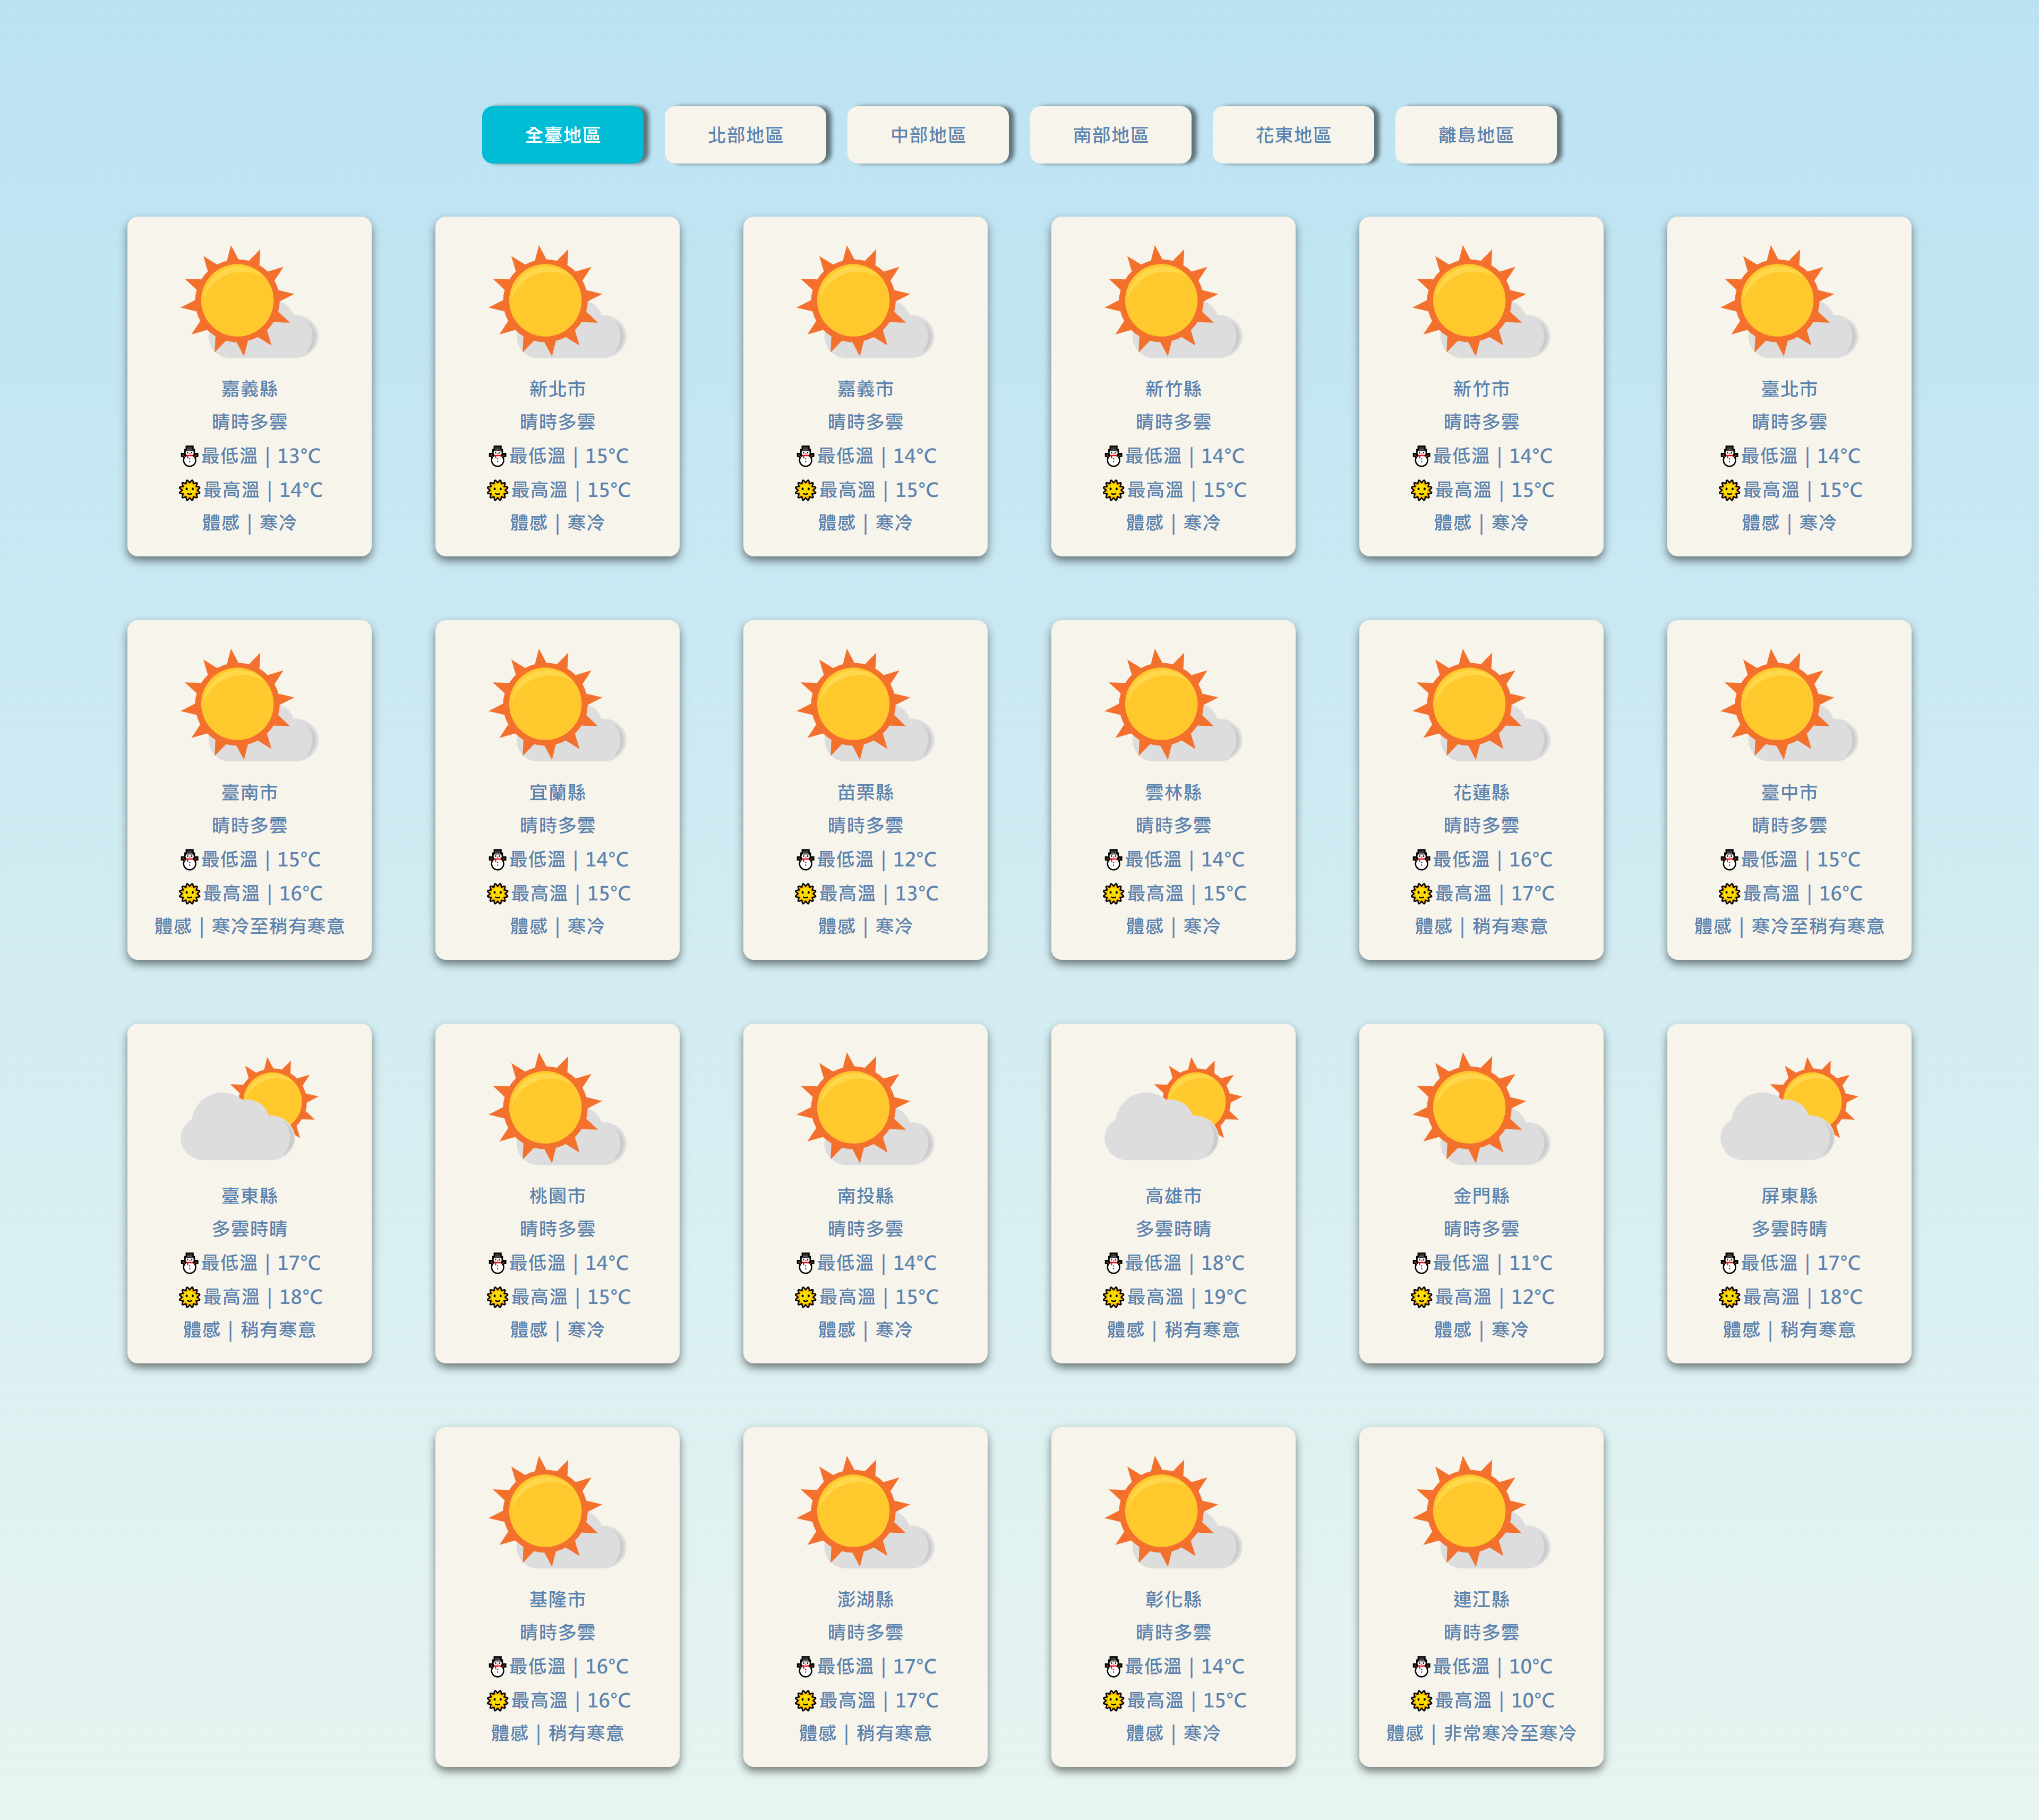 全臺地區
北部地區
中部地區
南部地區
花東地區
離島地區
嘉義縣
晴時多雲
最低溫 | 13°C
最高溫 | 14°C
體感 | 寒冷
新北市
晴時多雲
最低溫 | 15°C
最高溫 | 15°C
體感 | 寒冷
嘉義市
晴時多雲
最低溫 | 14°C
最高溫 | 15°C
體感 | 寒冷
新竹縣
晴時多雲
最低溫 | 14°C
最高溫 | 15°C
體感 | 寒冷
新竹市
晴時多雲
最低溫 | 14°C
最高溫 | 15°C
體感 | 寒冷
臺北市
晴時多雲
最低溫 | 14°C
最高溫 | 15°C
體感 | 寒冷
臺南市
晴時多雲
最低溫 | 15°C
最高溫 | 16°C
體感 | 寒冷至稍有寒意
宜蘭縣
晴時多雲
最低溫 | 14°C
最高溫 | 15°C
體感 | 寒冷
苗栗縣
晴時多雲
最低溫 | 12°C
最高溫 | 13°C
體感 | 寒冷
雲林縣
晴時多雲
最低溫 | 14°C
最高溫 | 15°C
體感 | 寒冷
花蓮縣
晴時多雲
最低溫 | 16°C
最高溫 | 17°C
體感 | 稍有寒意
臺中市
晴時多雲
最低溫 | 15°C
最高溫 | 16°C
體感 | 寒冷至稍有寒意
臺東縣
多雲時晴
最低溫 | 17°C
最高溫 | 18°C
體感 | 稍有寒意
桃園市
晴時多雲
最低溫 | 14°C
最高溫 | 15°C
體感 | 寒冷
南投縣
晴時多雲
最低溫 | 14°C
最高溫 | 15°C
體感 | 寒冷
高雄市
多雲時晴
最低溫 | 18°C
最高溫 | 19°C
體感 | 稍有寒意
金門縣
晴時多雲
最低溫 | 11°C
最高溫 | 12°C
體感 | 寒冷
屏東縣
多雲時晴
最低溫 | 17°C
最高溫 | 18°C
體感 | 稍有寒意
基隆市
晴時多雲
最低溫 | 16°C
最高溫 | 16°C
體感 | 稍有寒意
澎湖縣
晴時多雲
最低溫 | 17°C
最高溫 | 17°C
體感 | 稍有寒意
彰化縣
晴時多雲
最低溫 | 14°C
最高溫 | 15°C
體感 | 寒冷
連江縣
晴時多雲
最低溫 | 10°C
最高溫 | 10°C
體感 | 非常寒冷至寒冷